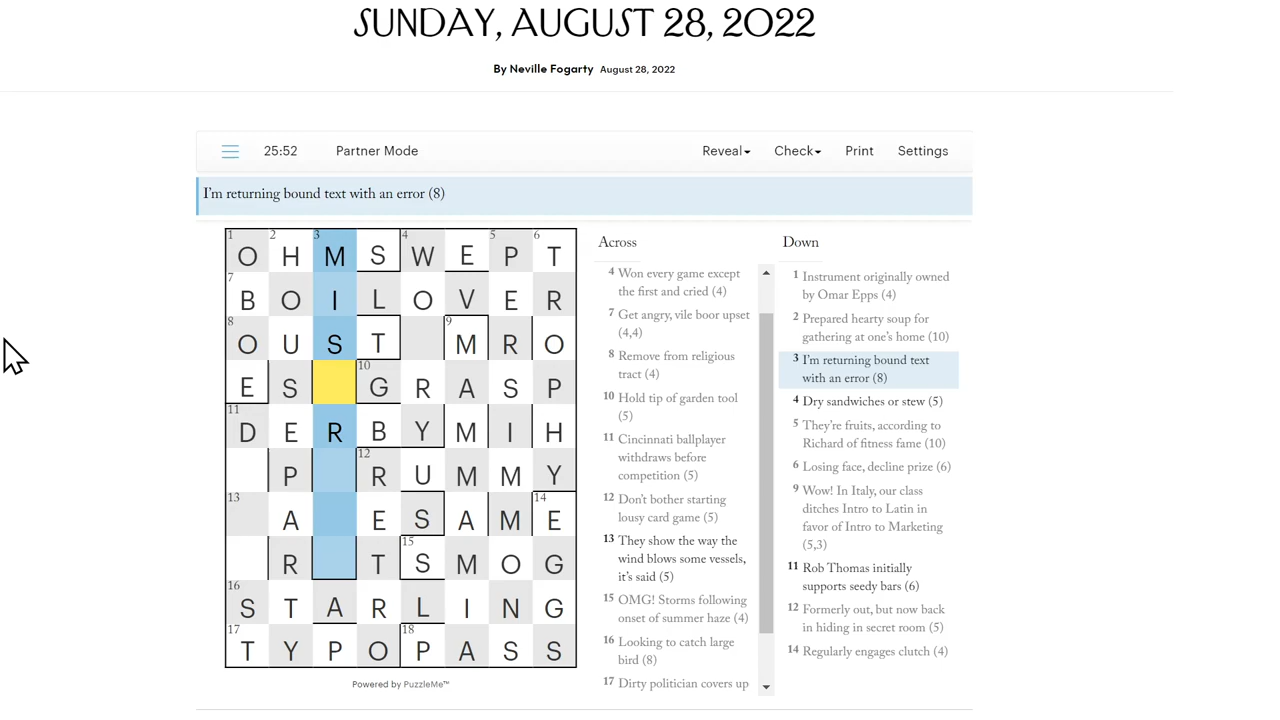 SUNDAY, AUGUST 28, 2022
By Neville Fogarty August 28, 2022
25:52 Partner Mode Reveal Check Print Settings
I'm returning bound text with an error (8)
1 O 2 H 3 M S 4 W E 5 P 6 T
7 B O I L O V E R
8 O U S T 9 M R O
E S 10 G R A S P
11 D E R B Y M I H
P 12 R U M M Y
13 A E S A M 14 E
R T 15 S M O G
16 S T A R L I N G
17 T Y P O 18 P A S S
Powered by PuzzleMe™
Across
4 Won every game except
the first and cried (4)
7 Get angry, vile boor upset
(4,4)
8 Remove from religious
tract (4)
10 Hold tip of garden tool
(5)
11 Cincinnati ballplayer
withdraws before
competition (5)
12 Don't bother starting
lousy card game (5)
13 They show the way the
wind blows some vessels,
it's said (5)
15 OMG! Storms following
onset of summer haze (4)
16 Looking to catch large
bird (8)
17 Dirty politician covers up
Down
1 Instrument originally owned
by Omar Epps (4)
2 Prepared hearty soup for
gathering at one's home (10)
3 I'm returning bound text
with an error (8)
4 Dry sandwiches or stew (5)
5 They're fruits, according to
Richard of fitness fame (10)
6 Losing face, decline prize (6)
9 Wow! In Italy, our class
ditches Intro to Latin in
favor of Intro to Marketing
(5,3)
11 Rob Thomas initially
supports seedy bars (6)
12 Formerly out, but now back
in hiding in secret room (5)
14 Regularly engages clutch (4)